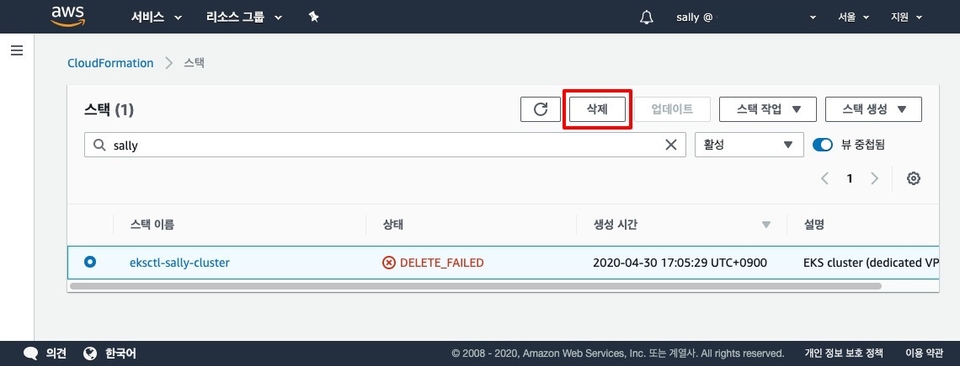 aws 서비스 리소스 그룹 sally @ 서울 지원
CloudFormation 스택
스택 (1) 삭제 업데이트 스택 작업 스택 생성
sally 활성 뷰 중첩됨
1
스택 이름 상태 생성 시간 설명
eksctl-sally-cluster DELETE_FAILED 2020-04-30 17:05:29 UTC+0900 EKS cluster (dedicated VP
의견 한국어 © 2008 - 2020, Amazon Web Services, Inc. 또는 계열사. All rights reserved. 개인 정보 보호 정책 이용 약관